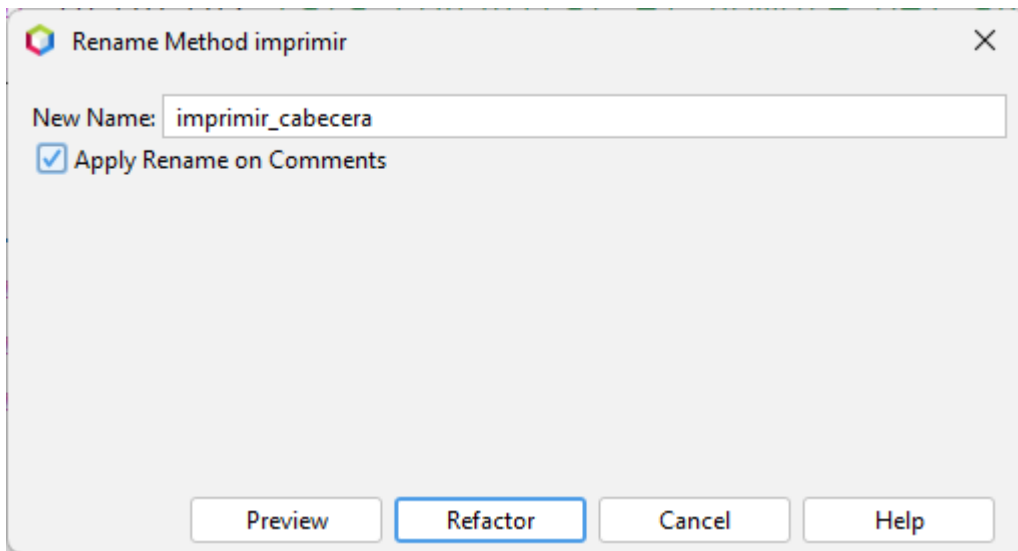 Rename Method imprimir
New Name: imprimir_cabecera
Apply Rename on Comments
Preview Refactor Cancel Help